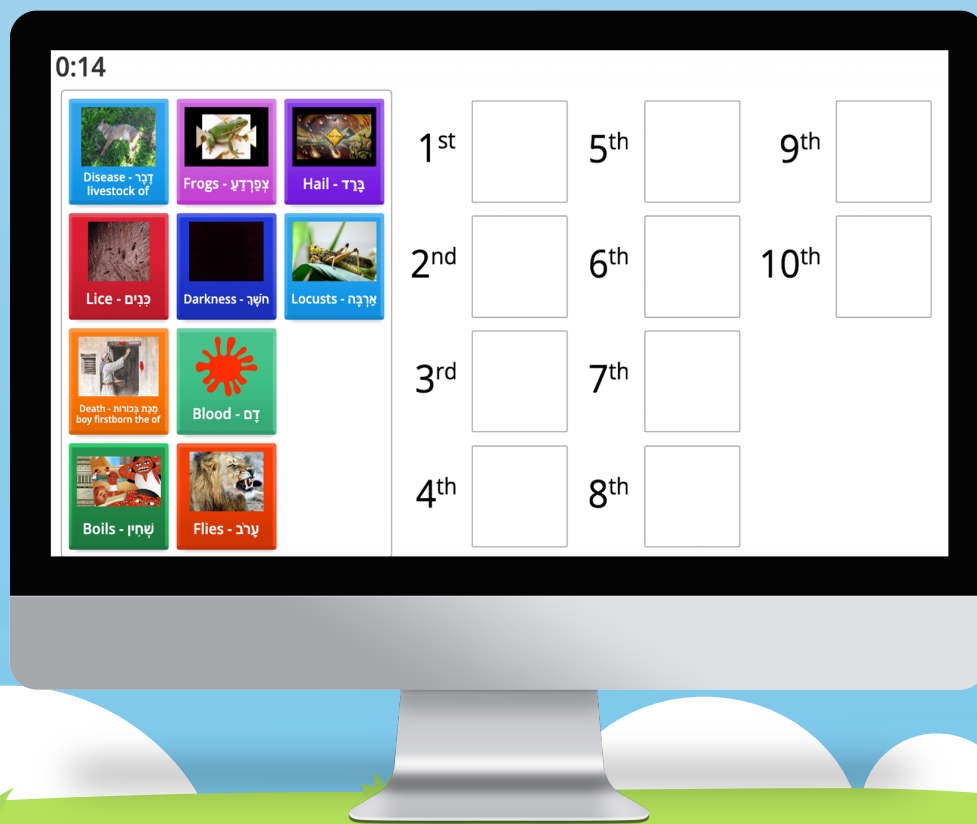 0:14
Disease - דֶבֶר
livestock of
Frogs - צְפַרְדֵעַ
Hail - בָּרָד
Lice - כִּנִים
Darkness - חשֶׁךְ
Locusts - אַרְבֶּה
Death - מַכַּת בְּכוֹרוֹת
boy firstborn the of
Blood - דָם
Boils - שְׁחִין
Flies - עָרֹב
1st
5th
9th
2nd
6th
10th
3rd
7th
4th
8th